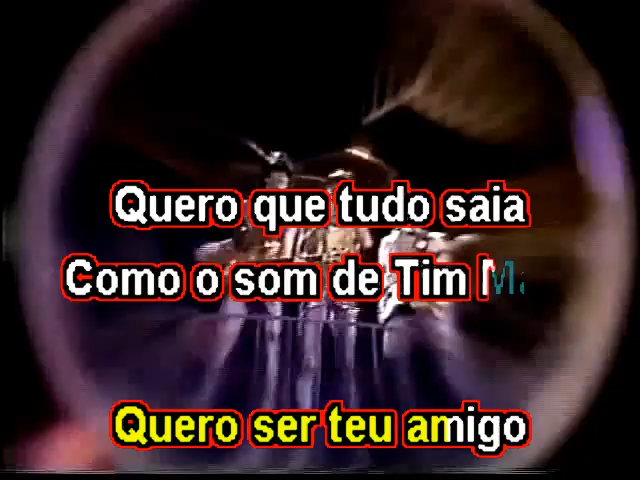 Quero que tudo saia
Como o som de Tim
Quero ser teu amigo